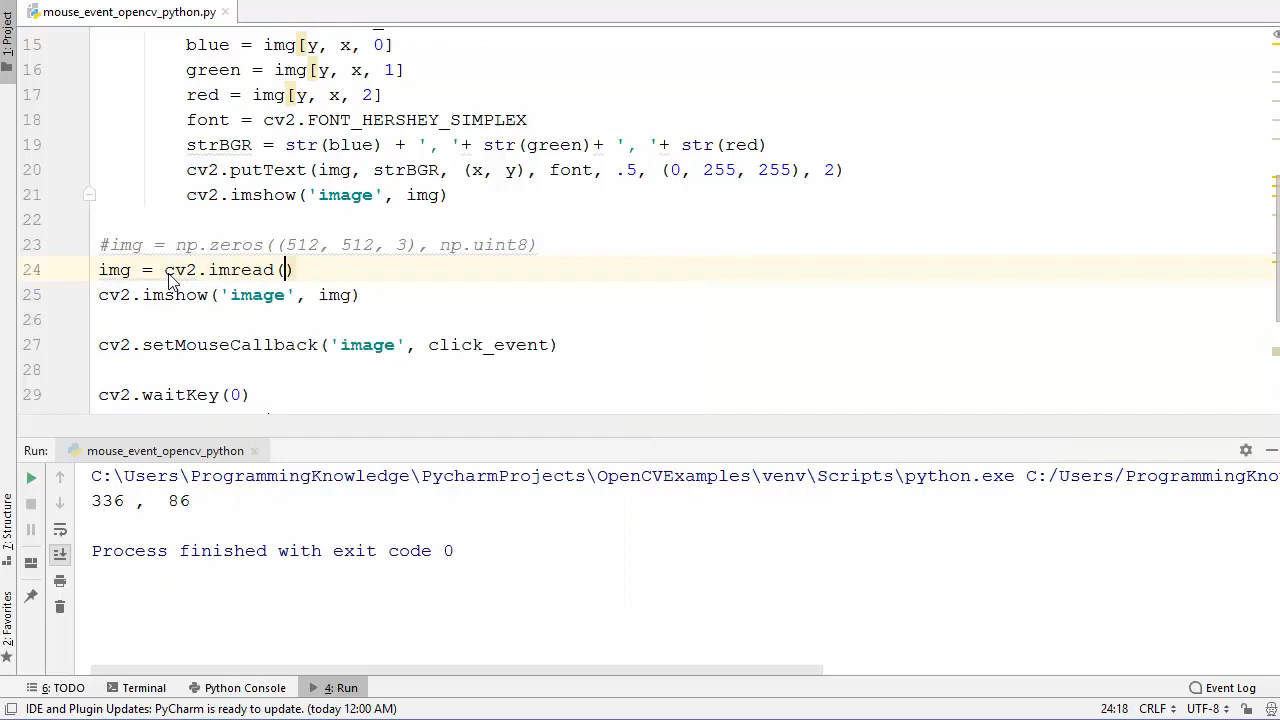 1: Project
mouse_event_opencv_python.py
15 blue = img[y, x, 0]
16 green = img[y, x, 1]
17 red = img[y, x, 2]
18 font = cv2.FONT_HERSHEY_SIMPLEX
19 strBGR = str(blue) + ', '+ str(green)+ ', '+ str(red)
20 cv2.putText(img, strBGR, (x, y), font, .5, (0, 255, 255), 2)
21 cv2.imshow('image', img)
22
23 #img = np.zeros((512, 512, 3), np.uint8)
24 img = cv2.imread()
25 cv2.imshow('image', img)
26
27 cv2.setMouseCallback('image', click_event)
28
29 cv2.waitKey(0)
Run: mouse_event_opencv_python
C:\Users\ProgrammingKnowledge\PycharmProjects\OpenCVExamples\venv\Scripts\python.exe C:/Users/ProgrammingKno
336 ,  86
Process finished with exit code 0
7: Structure
2: Favorites
6: TODO Terminal Python Console 4: Run Event Log
IDE and Plugin Updates: PyCharm is ready to update. (today 12:00 AM) 24:18 CRLF UTF-8